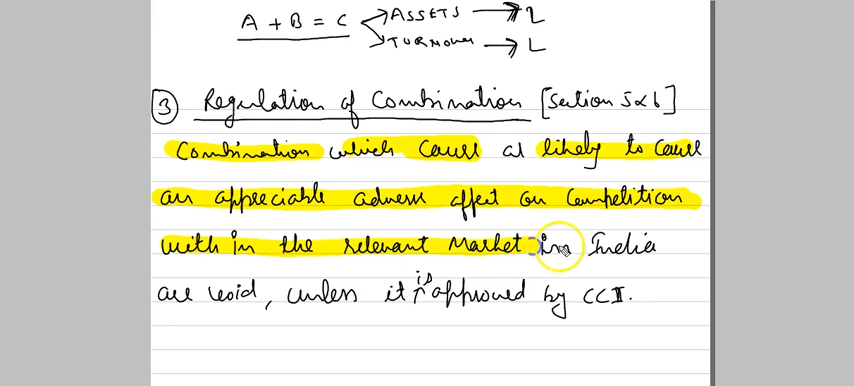 A + B = C ASSETS → L
TURNOVER → L
③ Regulation of Combination [Section 5 & 6]
Combination which cause or likely to cause
an appreciable adverse affect on Competition
with in the relevant Market in India
are void, unless it is approved by CCI.